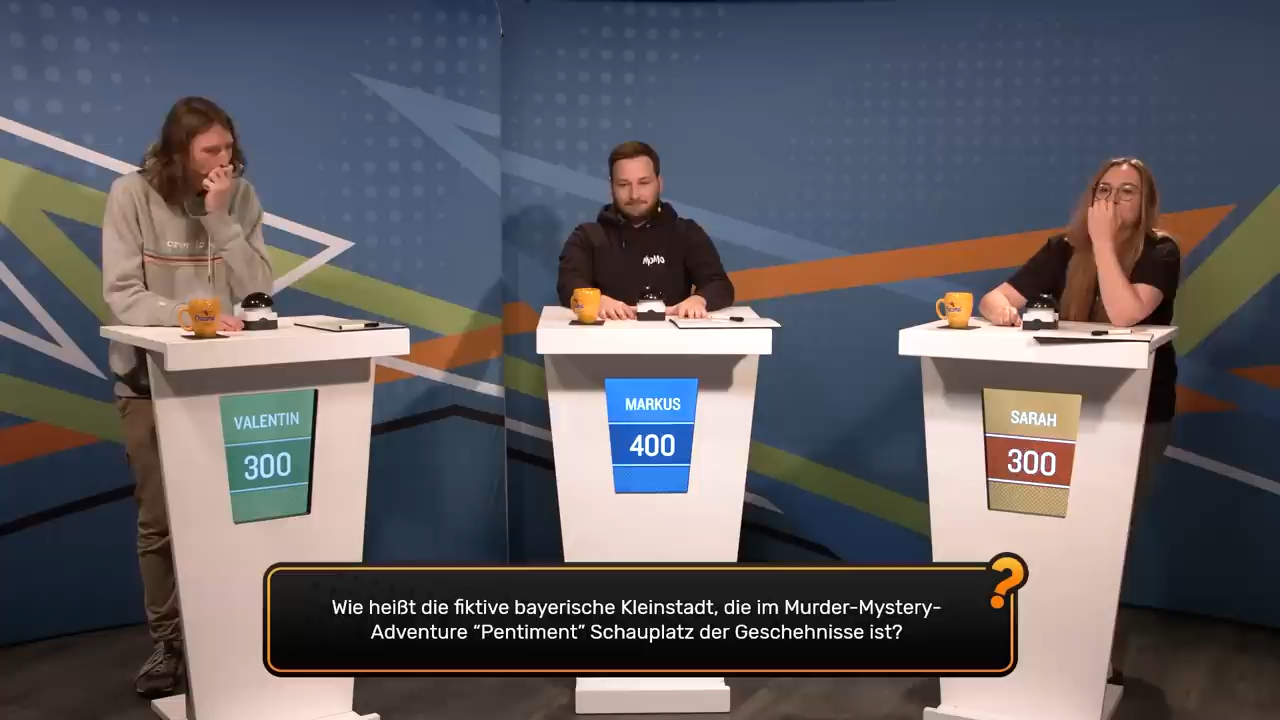 MoMo
VALENTIN
300
MARKUS
400
SARAH
300
Wie heißt die fiktive bayerische Kleinstadt, die im Murder-Mystery-
Adventure “Pentiment” Schauplatz der Geschehnisse ist?
?